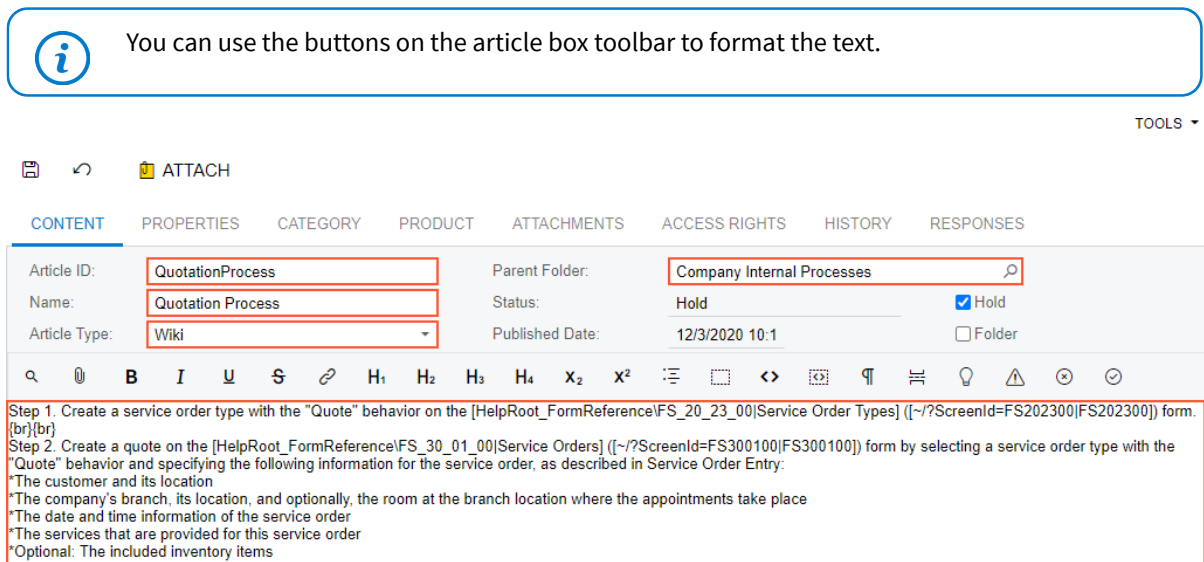 You can use the buttons on the article box toolbar to format the text.
TOOLS
ATTACH
CONTENT PROPERTIES CATEGORY PRODUCT ATTACHMENTS ACCESS RIGHTS HISTORY RESPONSES
Article ID: QuotationProcess Parent Folder: Company Internal Processes
Name: Quotation Process Status: Hold Hold
Article Type: Wiki Published Date: 12/3/2020 10:1 Folder
B I U S H1 H2 H3 H4 X2 X² <> ¶
Step 1. Create a service order type with the "Quote" behavior on the [HelpRoot_FormReference\FS_20_23_00|Service Order Types] ([~/?ScreenId=FS202300|FS202300]) form.
{br}{br}
Step 2. Create a quote on the [HelpRoot_FormReference\FS_30_01_00|Service Orders] ([~/?ScreenId=FS300100|FS300100]) form by selecting a service order type with the
"Quote" behavior and specifying the following information for the service order, as described in Service Order Entry:
*The customer and its location
*The company's branch, its location, and optionally, the room at the branch location where the appointments take place
*The date and time information of the service order
*The services that are provided for this service order
*Optional: The included inventory items